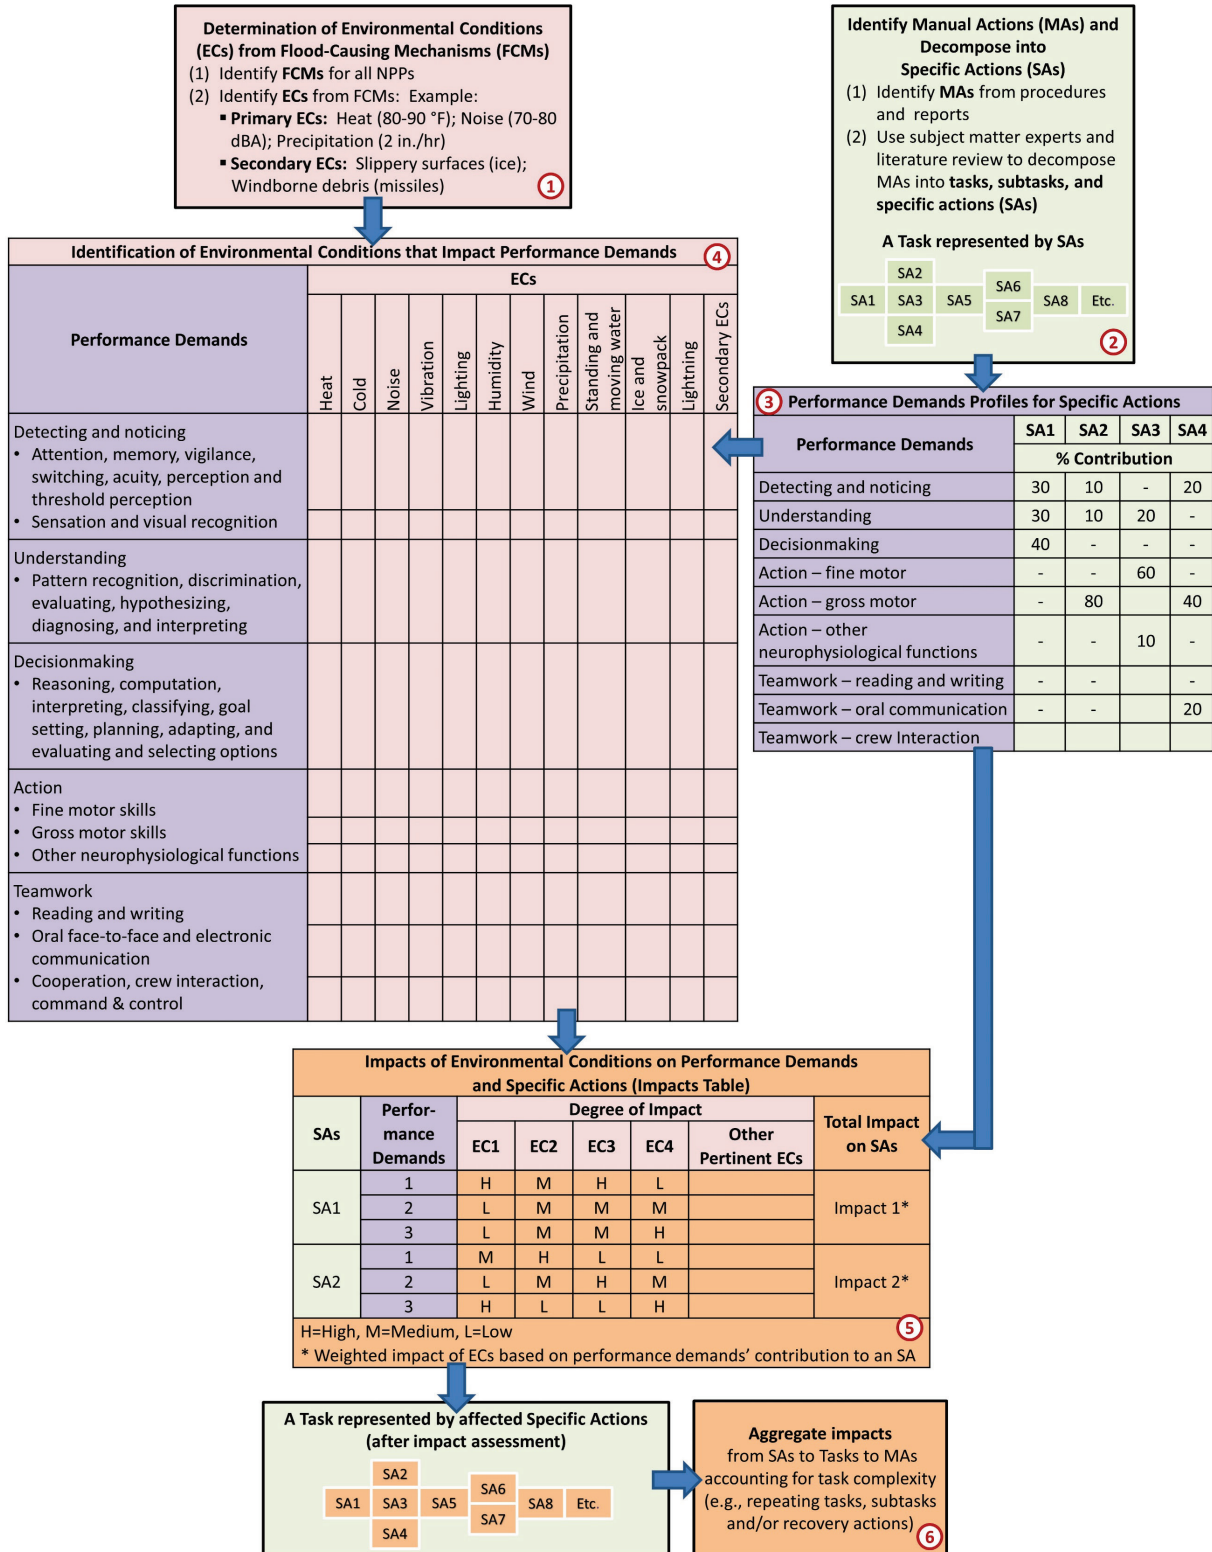 Determination of Environmental Conditions
(ECs) from Flood-Causing Mechanisms (FCMs)
(1) Identify FCMs for all NPPs
(2) Identify ECs from FCMs: Example:
▪ Primary ECs: Heat (80-90 °F); Noise (70-80
dBA); Precipitation (2 in./hr)
▪ Secondary ECs: Slippery surfaces (ice);
Windborne debris (missiles)
1
Identify Manual Actions (MAs) and
Decompose into
Specific Actions (SAs)
(1) Identify MAs from procedures
and reports
(2) Use subject matter experts and
literature review to decompose
MAs into tasks, subtasks, and
specific actions (SAs)
A Task represented by SAs
SA2
SA6
SA1 SA3 SA5 SA8 Etc.
SA7
SA4
2
Identification of Environmental Conditions that Impact Performance Demands 4
ECs
Performance Demands
Heat
Cold
Noise
Vibration
Lighting
Humidity
Wind
Precipitation
Standing and
moving water
Ice and
snowpack
Lightning
Secondary ECs
Detecting and noticing
• Attention, memory, vigilance,
switching, acuity, perception and
threshold perception
• Sensation and visual recognition
Understanding
• Pattern recognition, discrimination,
evaluating, hypothesizing,
diagnosing, and interpreting
Decisionmaking
• Reasoning, computation,
interpreting, classifying, goal
setting, planning, adapting, and
evaluating and selecting options
Action
• Fine motor skills
• Gross motor skills
• Other neurophysiological functions
Teamwork
• Reading and writing
• Oral face-to-face and electronic
communication
• Cooperation, crew interaction,
command & control
3 Performance Demands Profiles for Specific Actions
Performance Demands SA1 SA2 SA3 SA4
% Contribution
Detecting and noticing 30 10 - 20
Understanding 30 10 20 -
Decisionmaking 40 - - -
Action – fine motor - - 60 -
Action – gross motor - 80 40
Action – other
neurophysiological functions - - 10 -
Teamwork – reading and writing - - - -
Teamwork – oral communication - - 20
Teamwork – crew Interaction
Impacts of Environmental Conditions on Performance Demands
and Specific Actions (Impacts Table)
SAs
Perfor-
mance
Demands
Degree of Impact
EC1 EC2 EC3 EC4
Other
Pertinent ECs
Total Impact
on SAs
SA1
1 H M H L
2 L M M M
3 L M M H
Impact 1*
SA2
1 M H L L
2 L M H M
3 H L L H
Impact 2*
H=High, M=Medium, L=Low
* Weighted impact of ECs based on performance demands' contribution to an SA
5
A Task represented by affected Specific Actions
(after impact assessment)
SA2
SA6
SA1 SA3 SA5 SA8 Etc.
SA7
SA4
Aggregate impacts
from SAs to Tasks to MAs
accounting for task complexity
(e.g., repeating tasks, subtasks
and/or recovery actions)
6